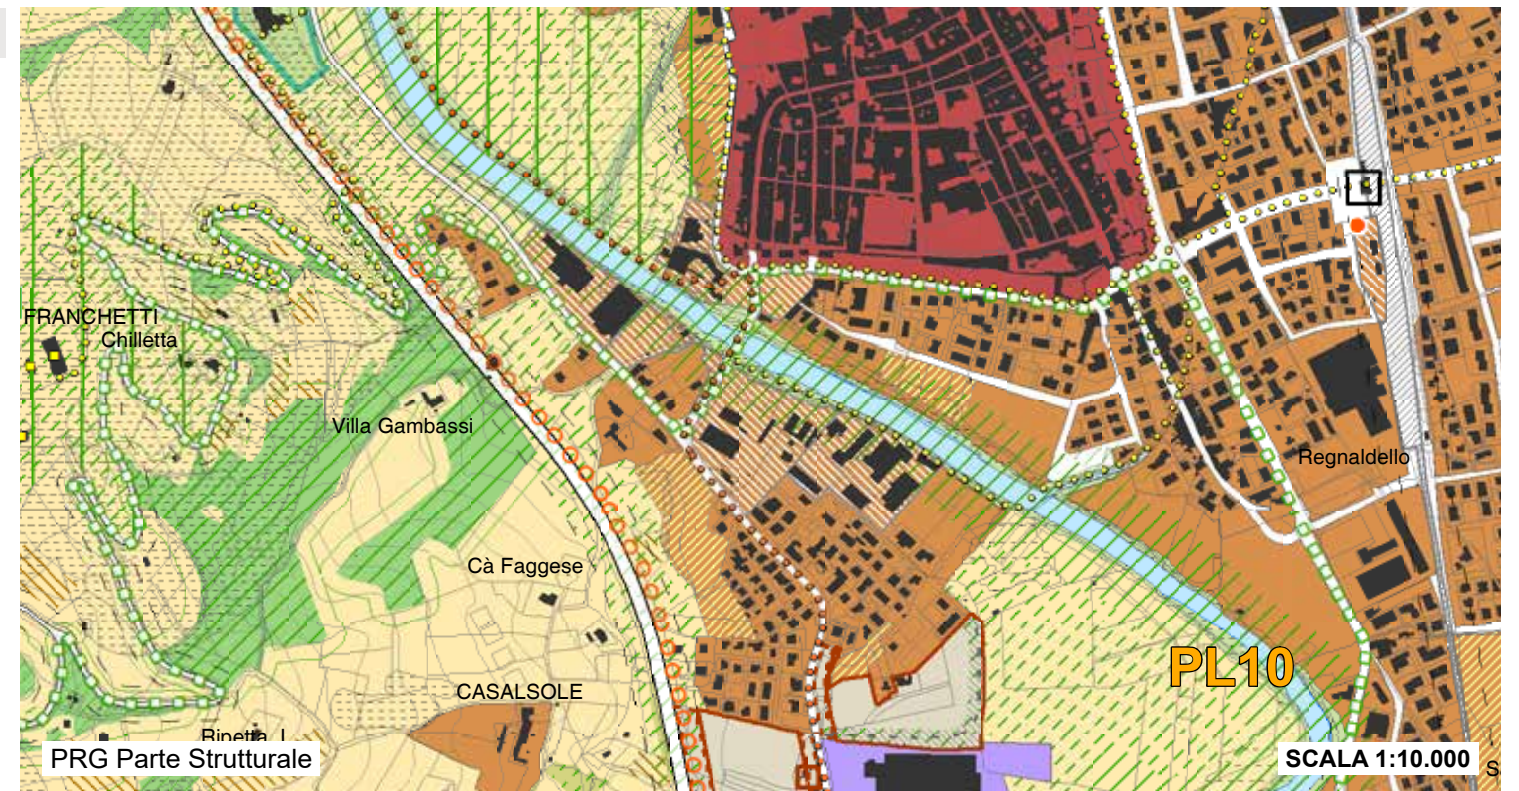 FRANCHETTI
Chilletta
Villa Gambassi
Regnaldello
Cà Faggese
PL10
CASALSOLE
PRG Parte Strutturale
SCALA 1:10.000
S